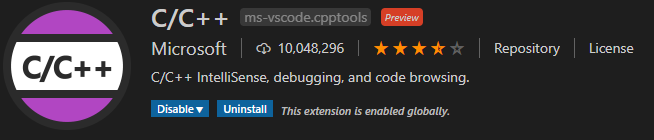 C/C++
C/C++ ms-vscode.cpptools Preview
Microsoft 10,048,296 Repository License
C/C++ IntelliSense, debugging, and code browsing.
Disable Uninstall This extension is enabled globally.